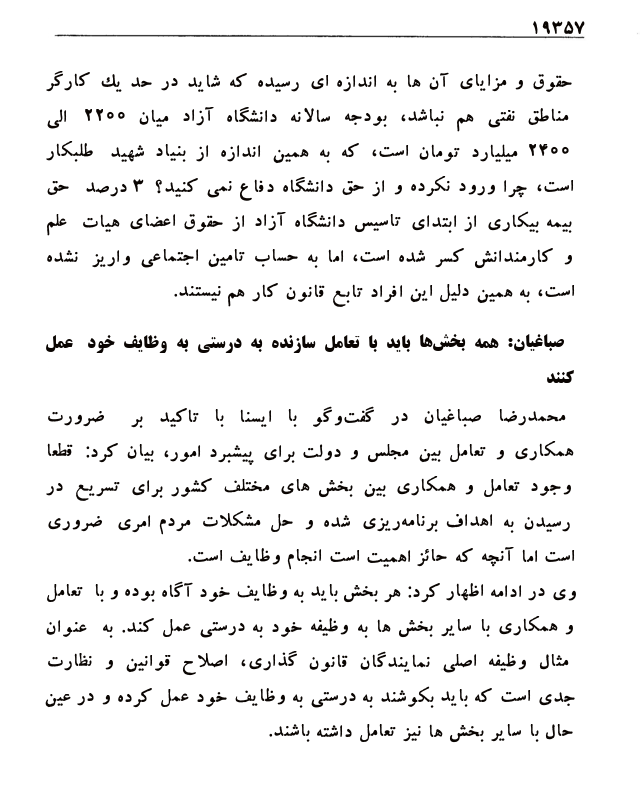 ۱۹۳۵۷
حقوق و مزایای آن ها به اندازه ای رسیده که شاید در حد یك کارگر
مناطق نفتی هم نباشد، بودجه سالانه دانشگاه آزاد میان ۲۲۰۰ الی
۲۴۰۰ میلیارد تومان است، که به همین اندازه از بنیاد شهید طلبکار
است، چرا ورود نکرده و از حق دانشگاه دفاع نمی کنید؟ ۳ درصد حق
بیمه بیکاری از ابتدای تاسیس دانشگاه آزاد از حقوق اعضای هیات علم
و کارمندانش کسر شده است، اما به حساب تامین اجتماعی واریز نشده
است، به همین دلیل این افراد تابع قانون کار هم نیستند.
صباغیان: همه بخش‌ها باید با تعامل سازنده به درستی به وظایف خود عمل
کنند
محمدرضا صباغیان در گفت‌وگو با ایسنا با تاکید بر ضرورت
همکاری و تعامل بین مجلس و دولت برای پیشبرد امور، بیان کرد: قطعا
وجود تعامل و همکاری بین بخش های مختلف کشور برای تسریع در
رسیدن به اهداف برنامه‌ریزی شده و حل مشکلات مردم امری ضروری
است اما آنچه که حائز اهمیت است انجام وظایف است.
وی در ادامه اظهار کرد: هر بخش باید به وظایف خود آگاه بوده و با تعامل
و همکاری با سایر بخش ها به وظیفه خود به درستی عمل کند. به عنوان
مثال وظیفه اصلی نمایندگان قانون گذاری، اصلاح قوانین و نظارت
جدی است که باید بکوشند به درستی به وظایف خود عمل کرده و در عین
حال با سایر بخش ها نیز تعامل داشته باشند.